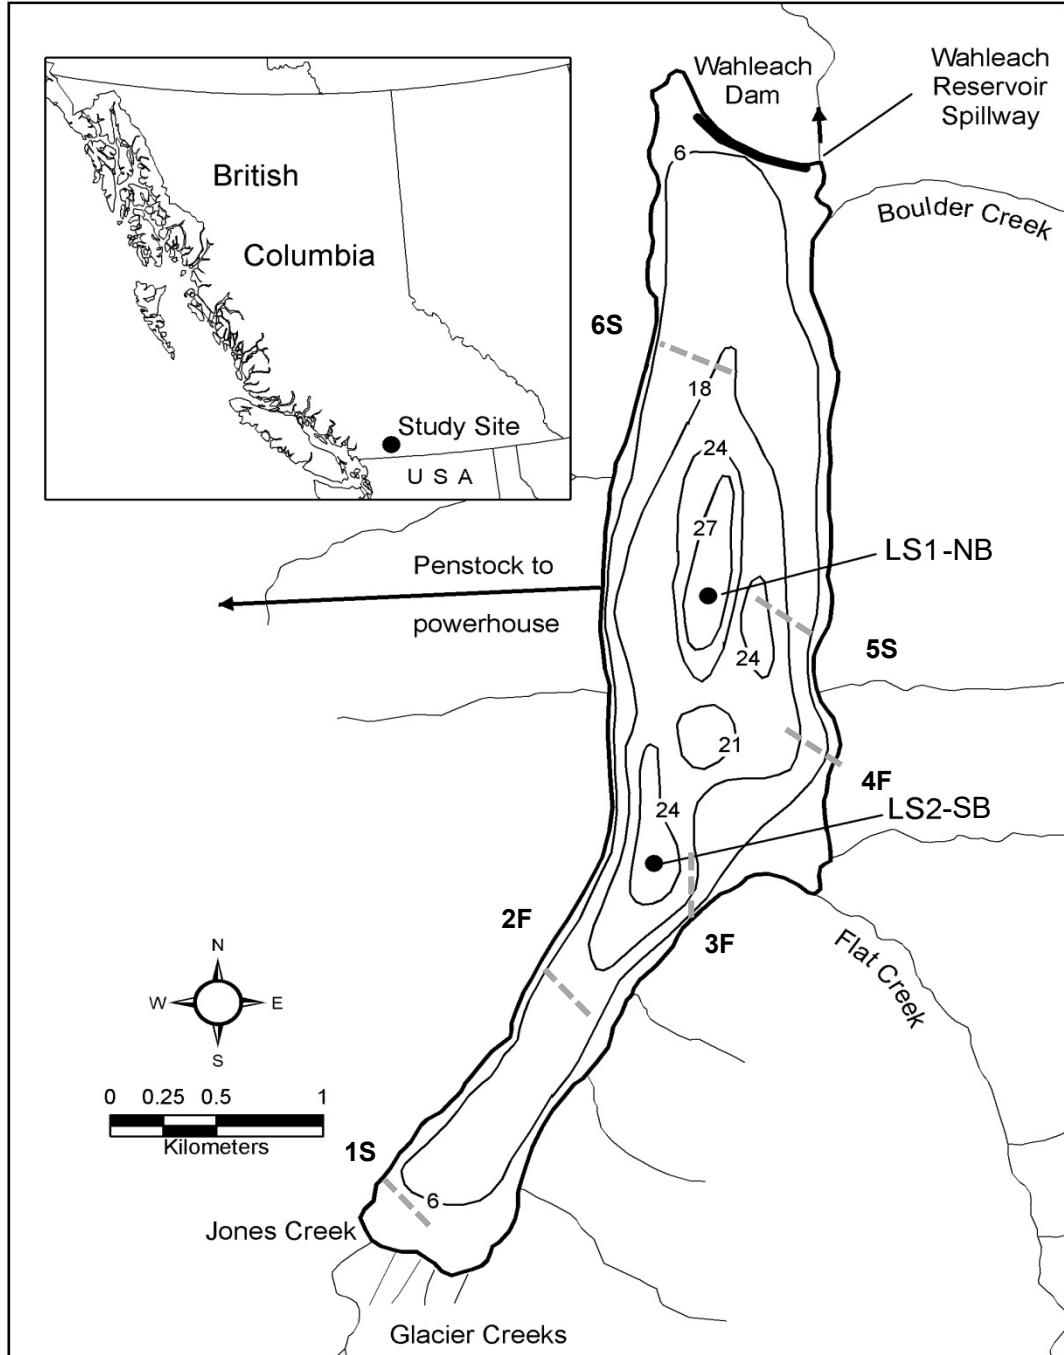 Wahleach
Dam
Wahleach
Reservoir
Spillway
British
Columbia
Study Site
U S A
6
Boulder Creek
6S
18
24
27
LS1-NB
Penstock to
powerhouse
24
5S
21
4F
24
LS2-SB
2F
3F
Flat Creek
N
W
E
S
0 0.25 0.5 1
Kilometers
1S
6
Jones Creek
Glacier Creeks